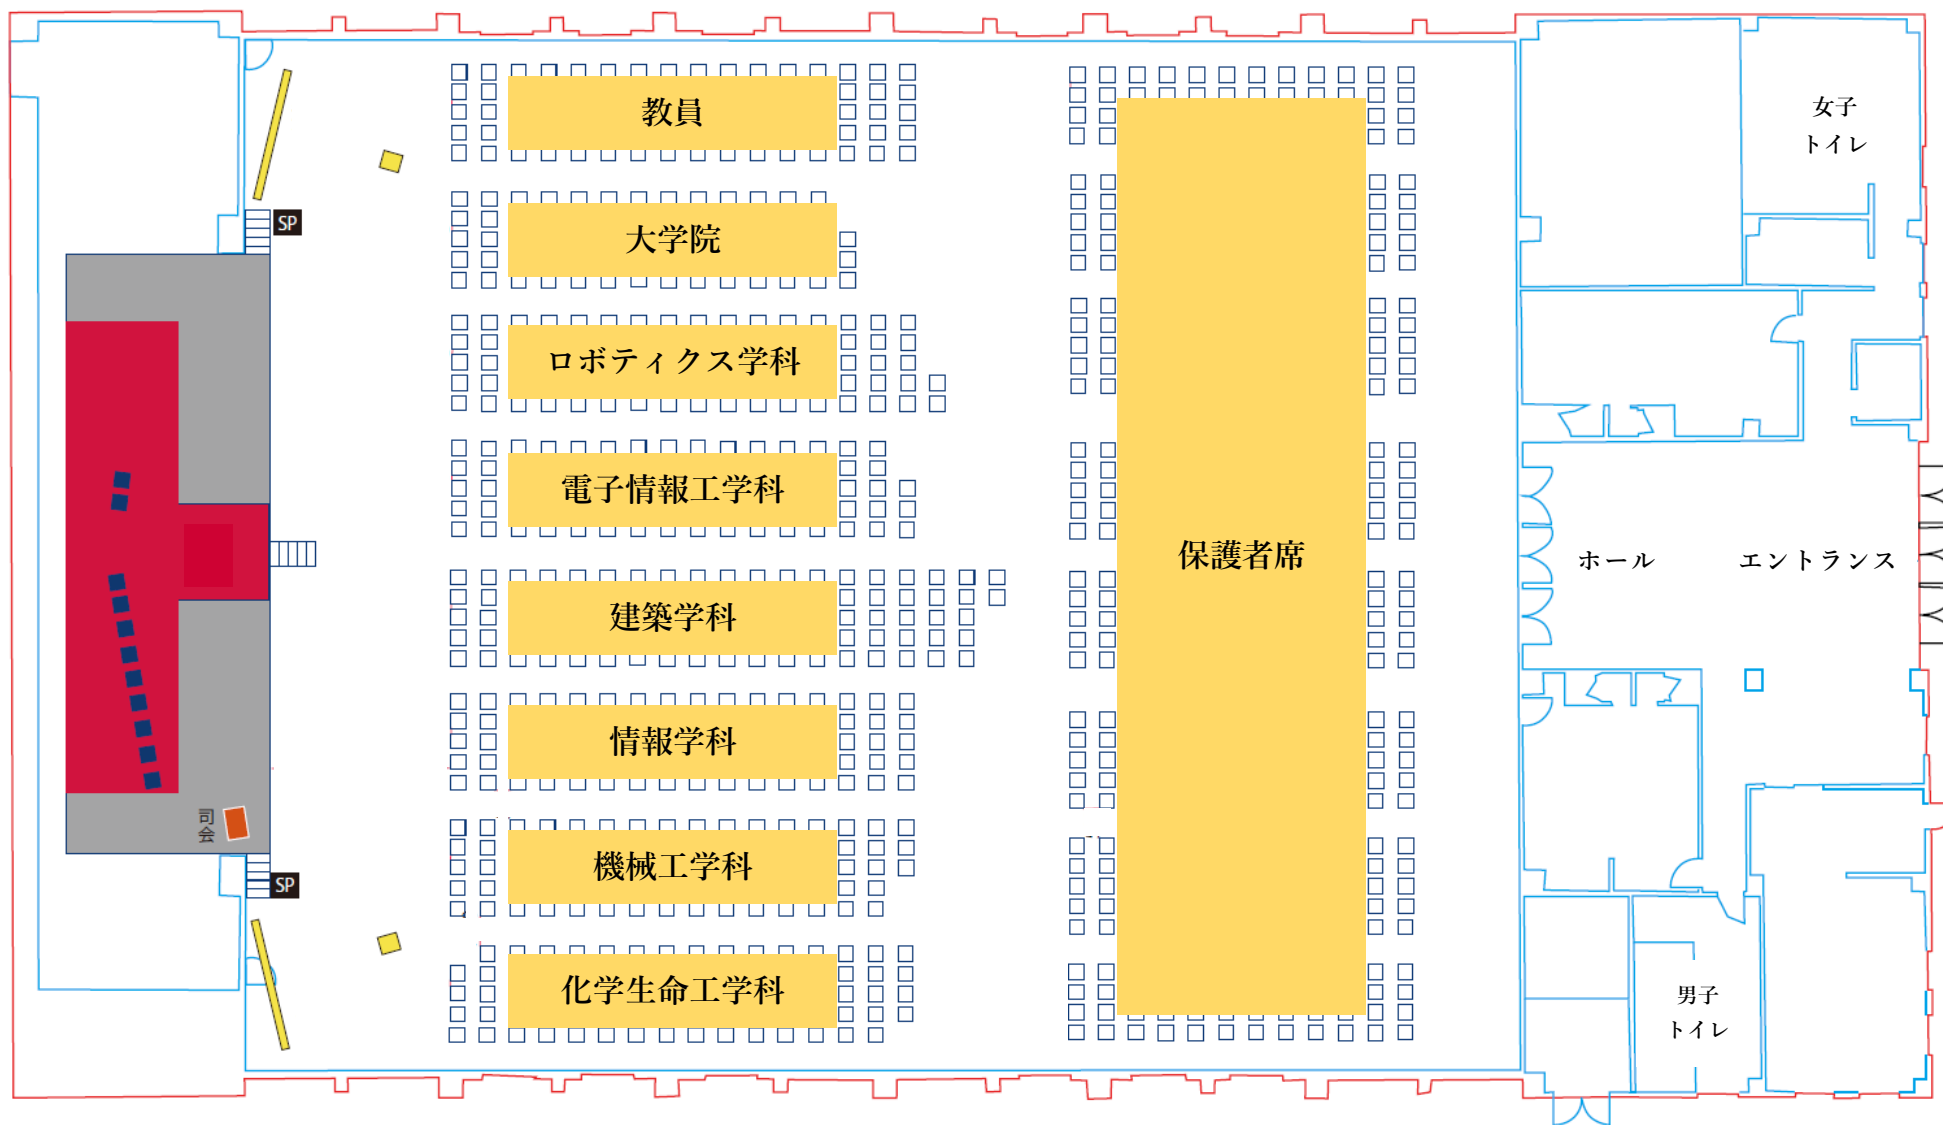 教員
女子
トイレ
SP
大学院
ロボティクス学科
電子情報工学科
保護者席
ホール
エントランス
建築学科
情報学科
司会
機械工学科
SP
化学生命工学科
男子
トイレ